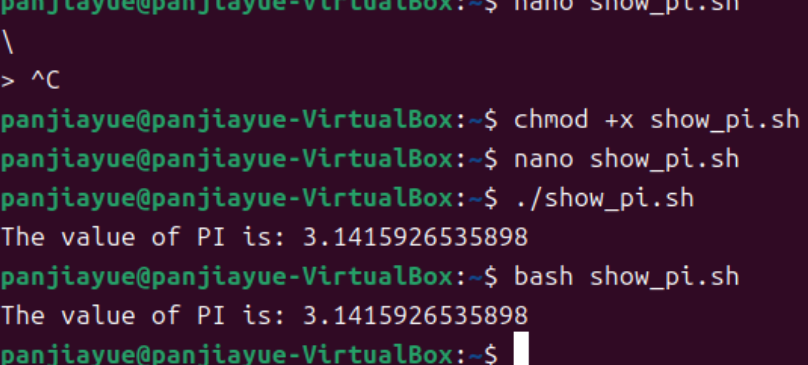 panjiayue@panjiayue-VirtualBox:~$ nano show_pi.sh
\
> ^C
panjiayue@panjiayue-VirtualBox:~$ chmod +x show_pi.sh
panjiayue@panjiayue-VirtualBox:~$ nano show_pi.sh
panjiayue@panjiayue-VirtualBox:~$ ./show_pi.sh
The value of PI is: 3.1415926535898
panjiayue@panjiayue-VirtualBox:~$ bash show_pi.sh
The value of PI is: 3.1415926535898
panjiayue@panjiayue-VirtualBox:~$